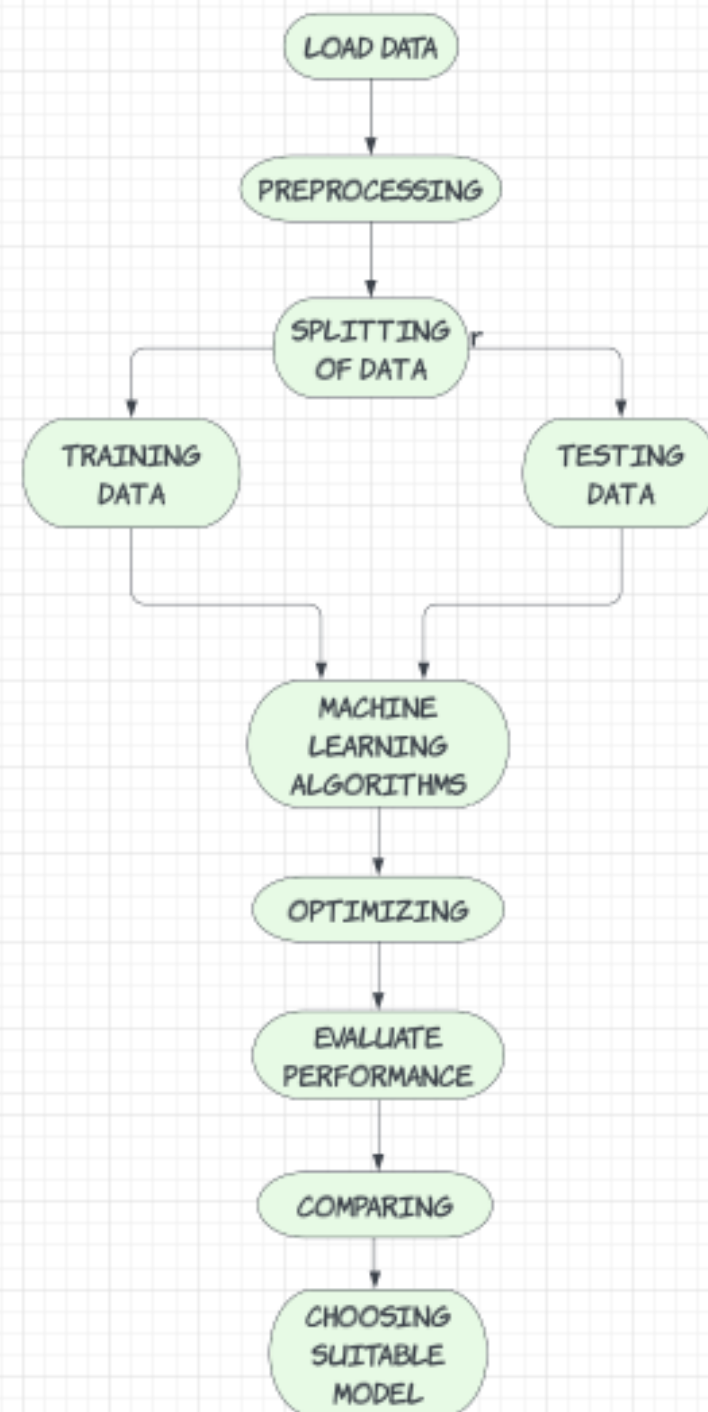 LOAD DATA
PREPROCESSING
SPLITTING
OF DATA
r
TRAINING
DATA
TESTING
DATA
MACHINE
LEARNING
ALGORITHMS
OPTIMIZING
EVALUATE
PERFORMANCE
COMPARING
CHOOSING
SUITABLE
MODEL